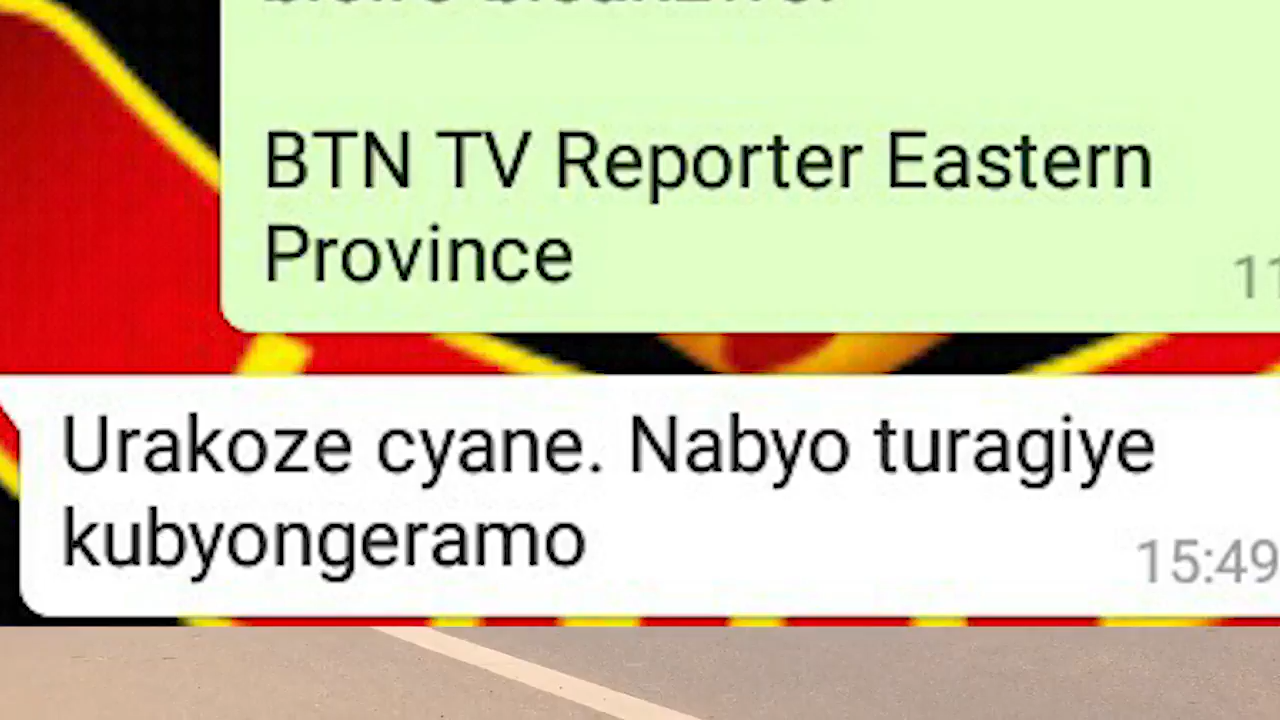 BTN TV Reporter Eastern
Province
Urakoze cyane. Nabyo turagiye
kubyongeramo
15:49